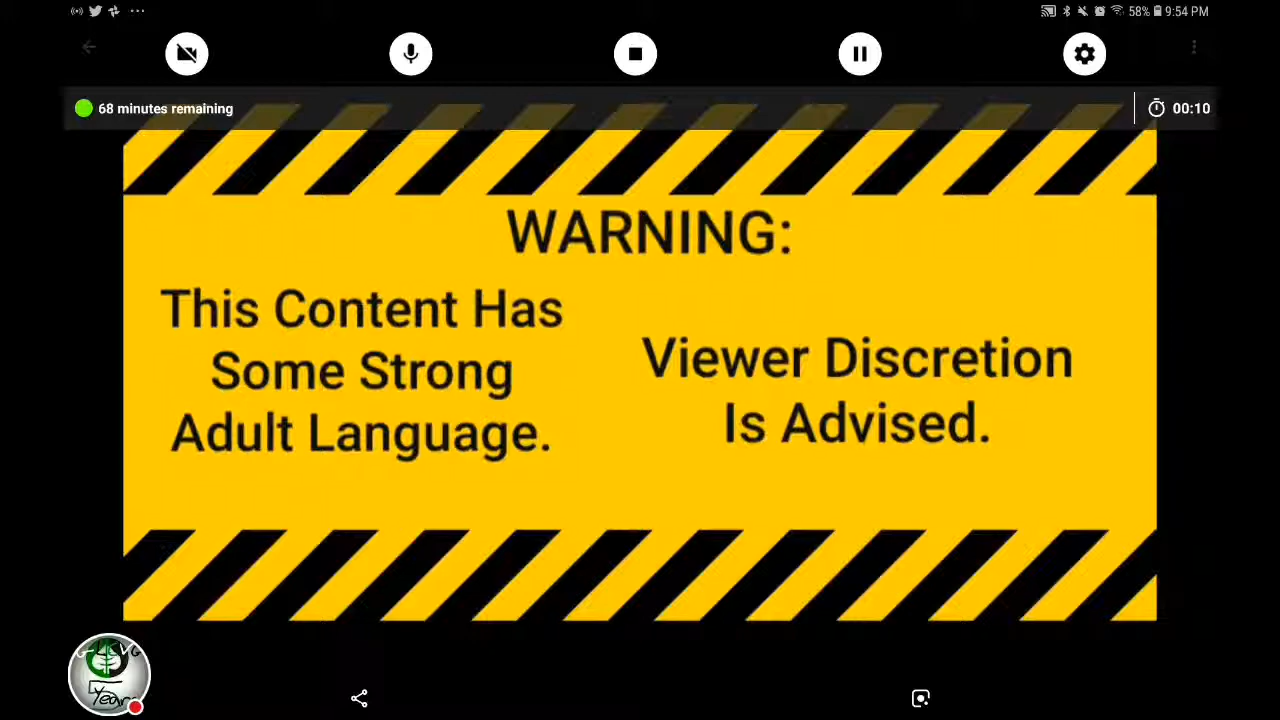 58% 9:54 PM
68 minutes remaining
00:10
WARNING:
This Content Has
Some Strong
Adult Language.
Viewer Discretion
Is Advised.
Years